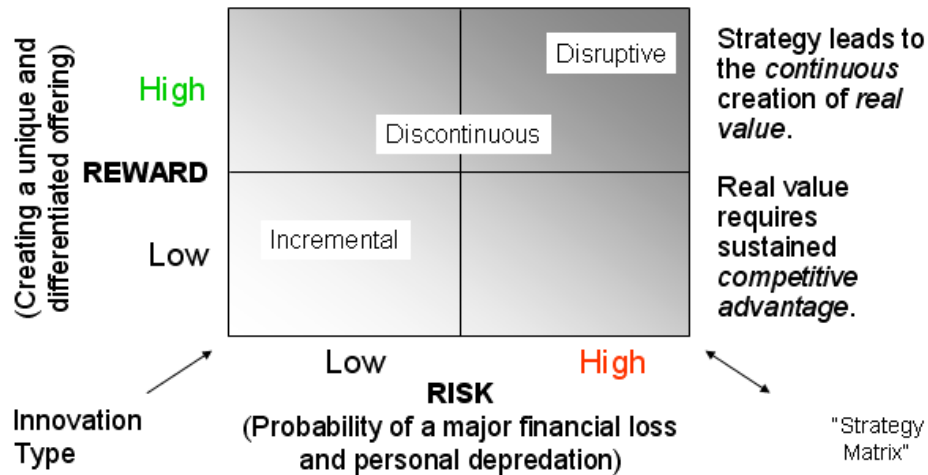 (Creating a unique and
differentiated offering)
High
REWARD
Low
Disruptive
Discontinuous
Incremental
Strategy leads to
the continuous
creation of real
value.
Real value
requires
sustained
competitive
advantage.
Low
High
RISK
(Probability of a major financial loss
and personal depredation)
Innovation
Type
"Strategy
Matrix"